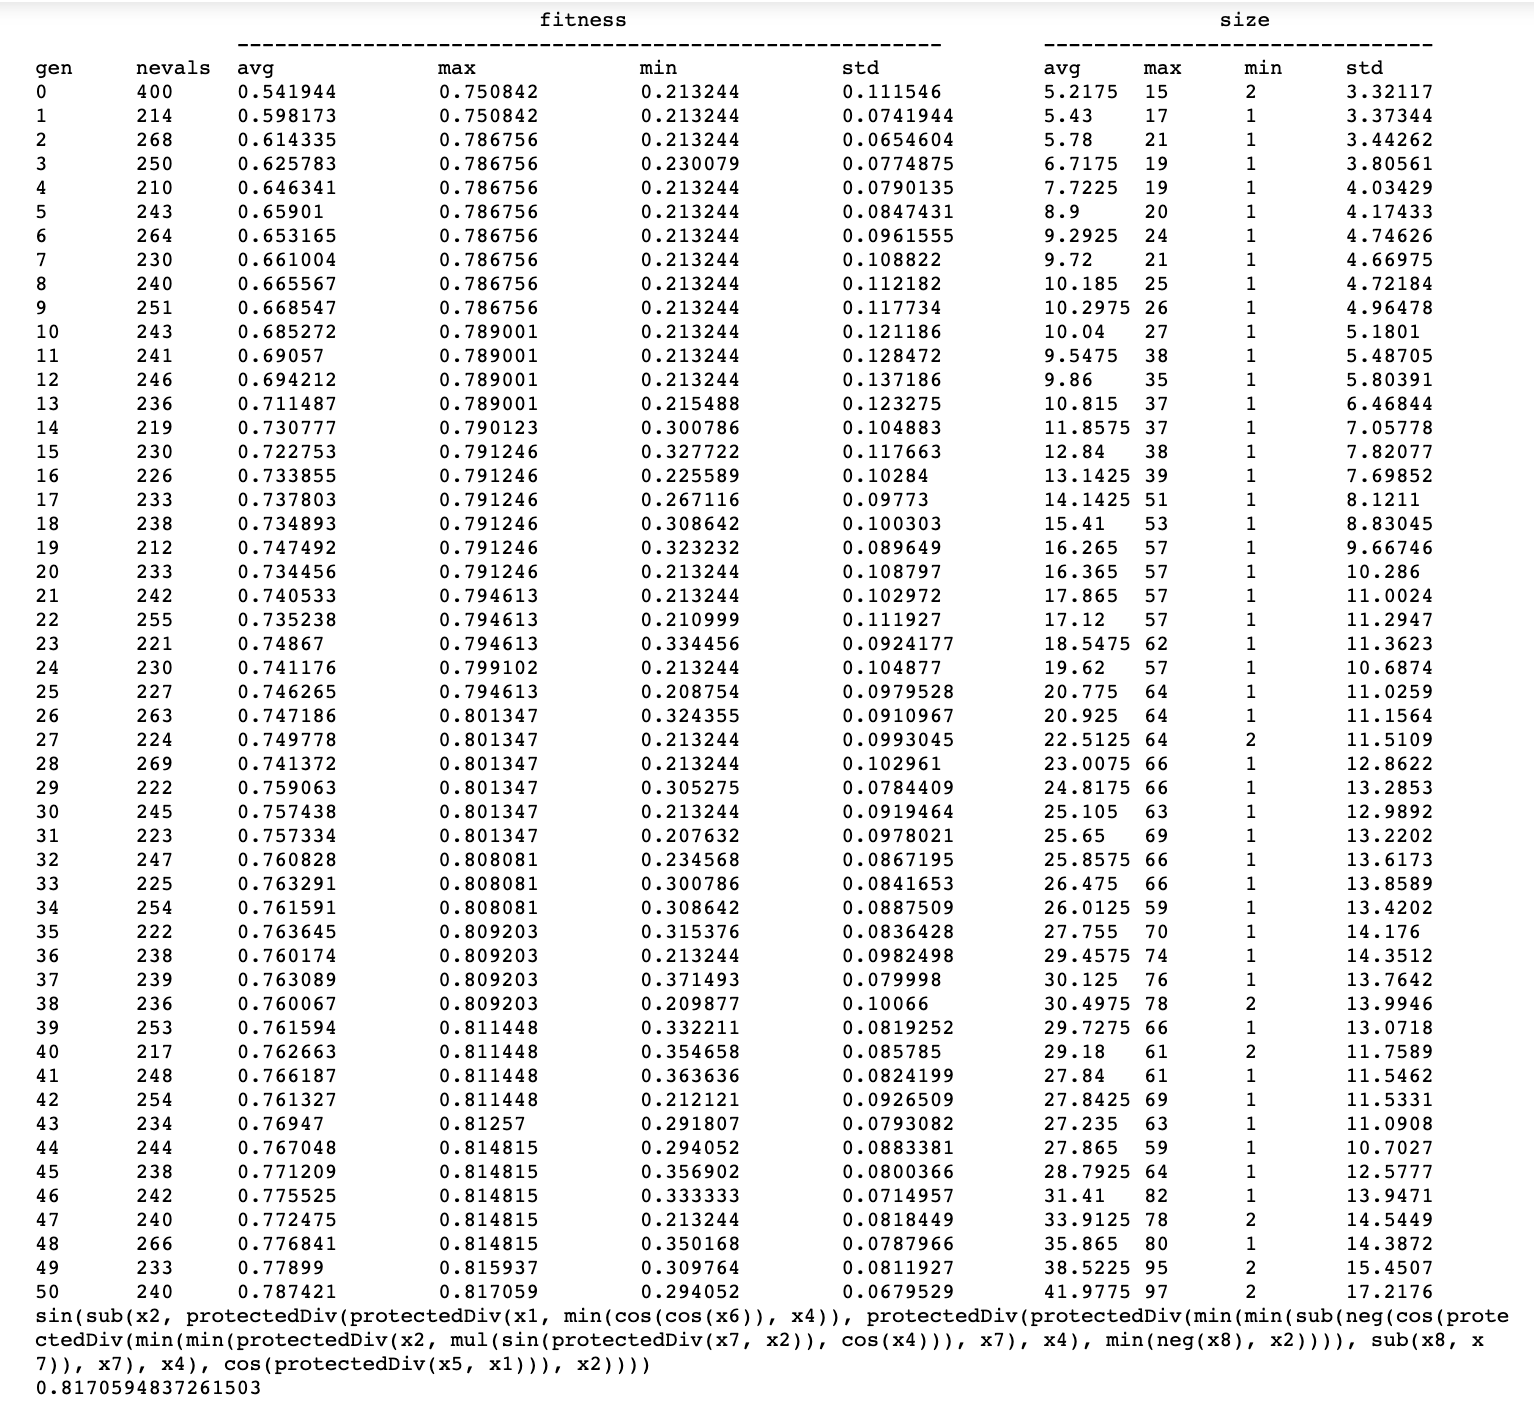 fitness size
-------------------------------------------------------- -------------------------------
gen nevals avg max min std avg max min std
0 400 0.541944 0.750842 0.213244 0.111546 5.2175 15 2 3.32117
1 214 0.598173 0.750842 0.213244 0.0741944 5.43 17 1 3.37344
2 268 0.614335 0.786756 0.213244 0.0654604 5.78 21 1 3.44262
3 250 0.625783 0.786756 0.230079 0.0774875 6.7175 19 1 3.80561
4 210 0.646341 0.786756 0.213244 0.0790135 7.7225 19 1 4.03429
5 243 0.65901 0.786756 0.213244 0.0847431 8.9 20 1 4.17433
6 264 0.653165 0.786756 0.213244 0.0961555 9.2925 24 1 4.74626
7 230 0.661004 0.786756 0.213244 0.108822 9.72 21 1 4.66975
8 240 0.665567 0.786756 0.213244 0.112182 10.185 25 1 4.72184
9 251 0.668547 0.786756 0.213244 0.117734 10.2975 26 1 4.96478
10 243 0.685272 0.789001 0.213244 0.121186 10.04 27 1 5.1801
11 241 0.69057 0.789001 0.213244 0.128472 9.5475 38 1 5.48705
12 246 0.694212 0.789001 0.213244 0.137186 9.86 35 1 5.80391
13 236 0.711487 0.789001 0.215488 0.123275 10.815 37 1 6.46844
14 219 0.730777 0.790123 0.300786 0.104883 11.8575 37 1 7.05778
15 230 0.722753 0.791246 0.327722 0.117663 12.84 38 1 7.82077
16 226 0.733855 0.791246 0.225589 0.10284 13.1425 39 1 7.69852
17 233 0.737803 0.791246 0.267116 0.09773 14.1425 51 1 8.1211
18 238 0.734893 0.791246 0.308642 0.100303 15.41 53 1 8.83045
19 212 0.747492 0.791246 0.323232 0.089649 16.265 57 1 9.66746
20 233 0.734456 0.791246 0.213244 0.108797 16.365 57 1 10.286
21 242 0.740533 0.794613 0.213244 0.102972 17.865 57 1 11.0024
22 255 0.735238 0.794613 0.210999 0.111927 17.12 57 1 11.2947
23 221 0.74867 0.794613 0.334456 0.0924177 18.5475 62 1 11.3623
24 230 0.741176 0.799102 0.213244 0.104877 19.62 57 1 10.6874
25 227 0.746265 0.794613 0.208754 0.0979528 20.775 64 1 11.0259
26 263 0.747186 0.801347 0.324355 0.0910967 20.925 64 1 11.1564
27 224 0.749778 0.801347 0.213244 0.0993045 22.5125 64 2 11.5109
28 269 0.741372 0.801347 0.213244 0.102961 23.0075 66 1 12.8622
29 222 0.759063 0.801347 0.305275 0.0784409 24.8175 66 1 13.2853
30 245 0.757438 0.801347 0.213244 0.0919464 25.105 63 1 12.9892
31 223 0.757334 0.801347 0.207632 0.0978021 25.65 69 1 13.2202
32 247 0.760828 0.808081 0.234568 0.0867195 25.8575 66 1 13.6173
33 225 0.763291 0.808081 0.300786 0.0841653 26.475 66 1 13.8589
34 254 0.761591 0.808081 0.308642 0.0887509 26.0125 59 1 13.4202
35 222 0.763645 0.809203 0.315376 0.0836428 27.755 70 1 14.176
36 238 0.760174 0.809203 0.213244 0.0982498 29.4575 74 1 14.3512
37 239 0.763089 0.809203 0.371493 0.079998 30.125 76 1 13.7642
38 236 0.760067 0.809203 0.209877 0.10066 30.4975 78 2 13.9946
39 253 0.761594 0.811448 0.332211 0.0819252 29.7275 66 1 13.0718
40 217 0.762663 0.811448 0.354658 0.085785 29.18 61 2 11.7589
41 248 0.766187 0.811448 0.363636 0.0824199 27.84 61 1 11.5462
42 254 0.761327 0.811448 0.212121 0.0926509 27.8425 69 1 11.5331
43 234 0.76947 0.81257 0.291807 0.0793082 27.235 63 1 11.0908
44 244 0.767048 0.814815 0.294052 0.0883381 27.865 59 1 10.7027
45 238 0.771209 0.814815 0.356902 0.0800366 28.7925 64 1 12.5777
46 242 0.775525 0.814815 0.333333 0.0714957 31.41 82 1 13.9471
47 240 0.772475 0.814815 0.213244 0.0818449 33.9125 78 2 14.5449
48 266 0.776841 0.814815 0.350168 0.0787966 35.865 80 1 14.3872
49 233 0.77899 0.815937 0.309764 0.0811927 38.5225 95 2 15.4507
50 240 0.787421 0.817059 0.294052 0.0679529 41.9775 97 2 17.2176
sin(sub(x2, protectedDiv(protectedDiv(x1, min(cos(cos(x6)), x4)), protectedDiv(protectedDiv(min(min(sub(neg(cos(prote
ctedDiv(min(min(protectedDiv(x2, mul(sin(protectedDiv(x7, x2)), cos(x4))), x7), x4), min(neg(x8), x2)))), sub(x8, x
7)), x7), x4), cos(protectedDiv(x5, x1))), x2))))
0.8170594837261503